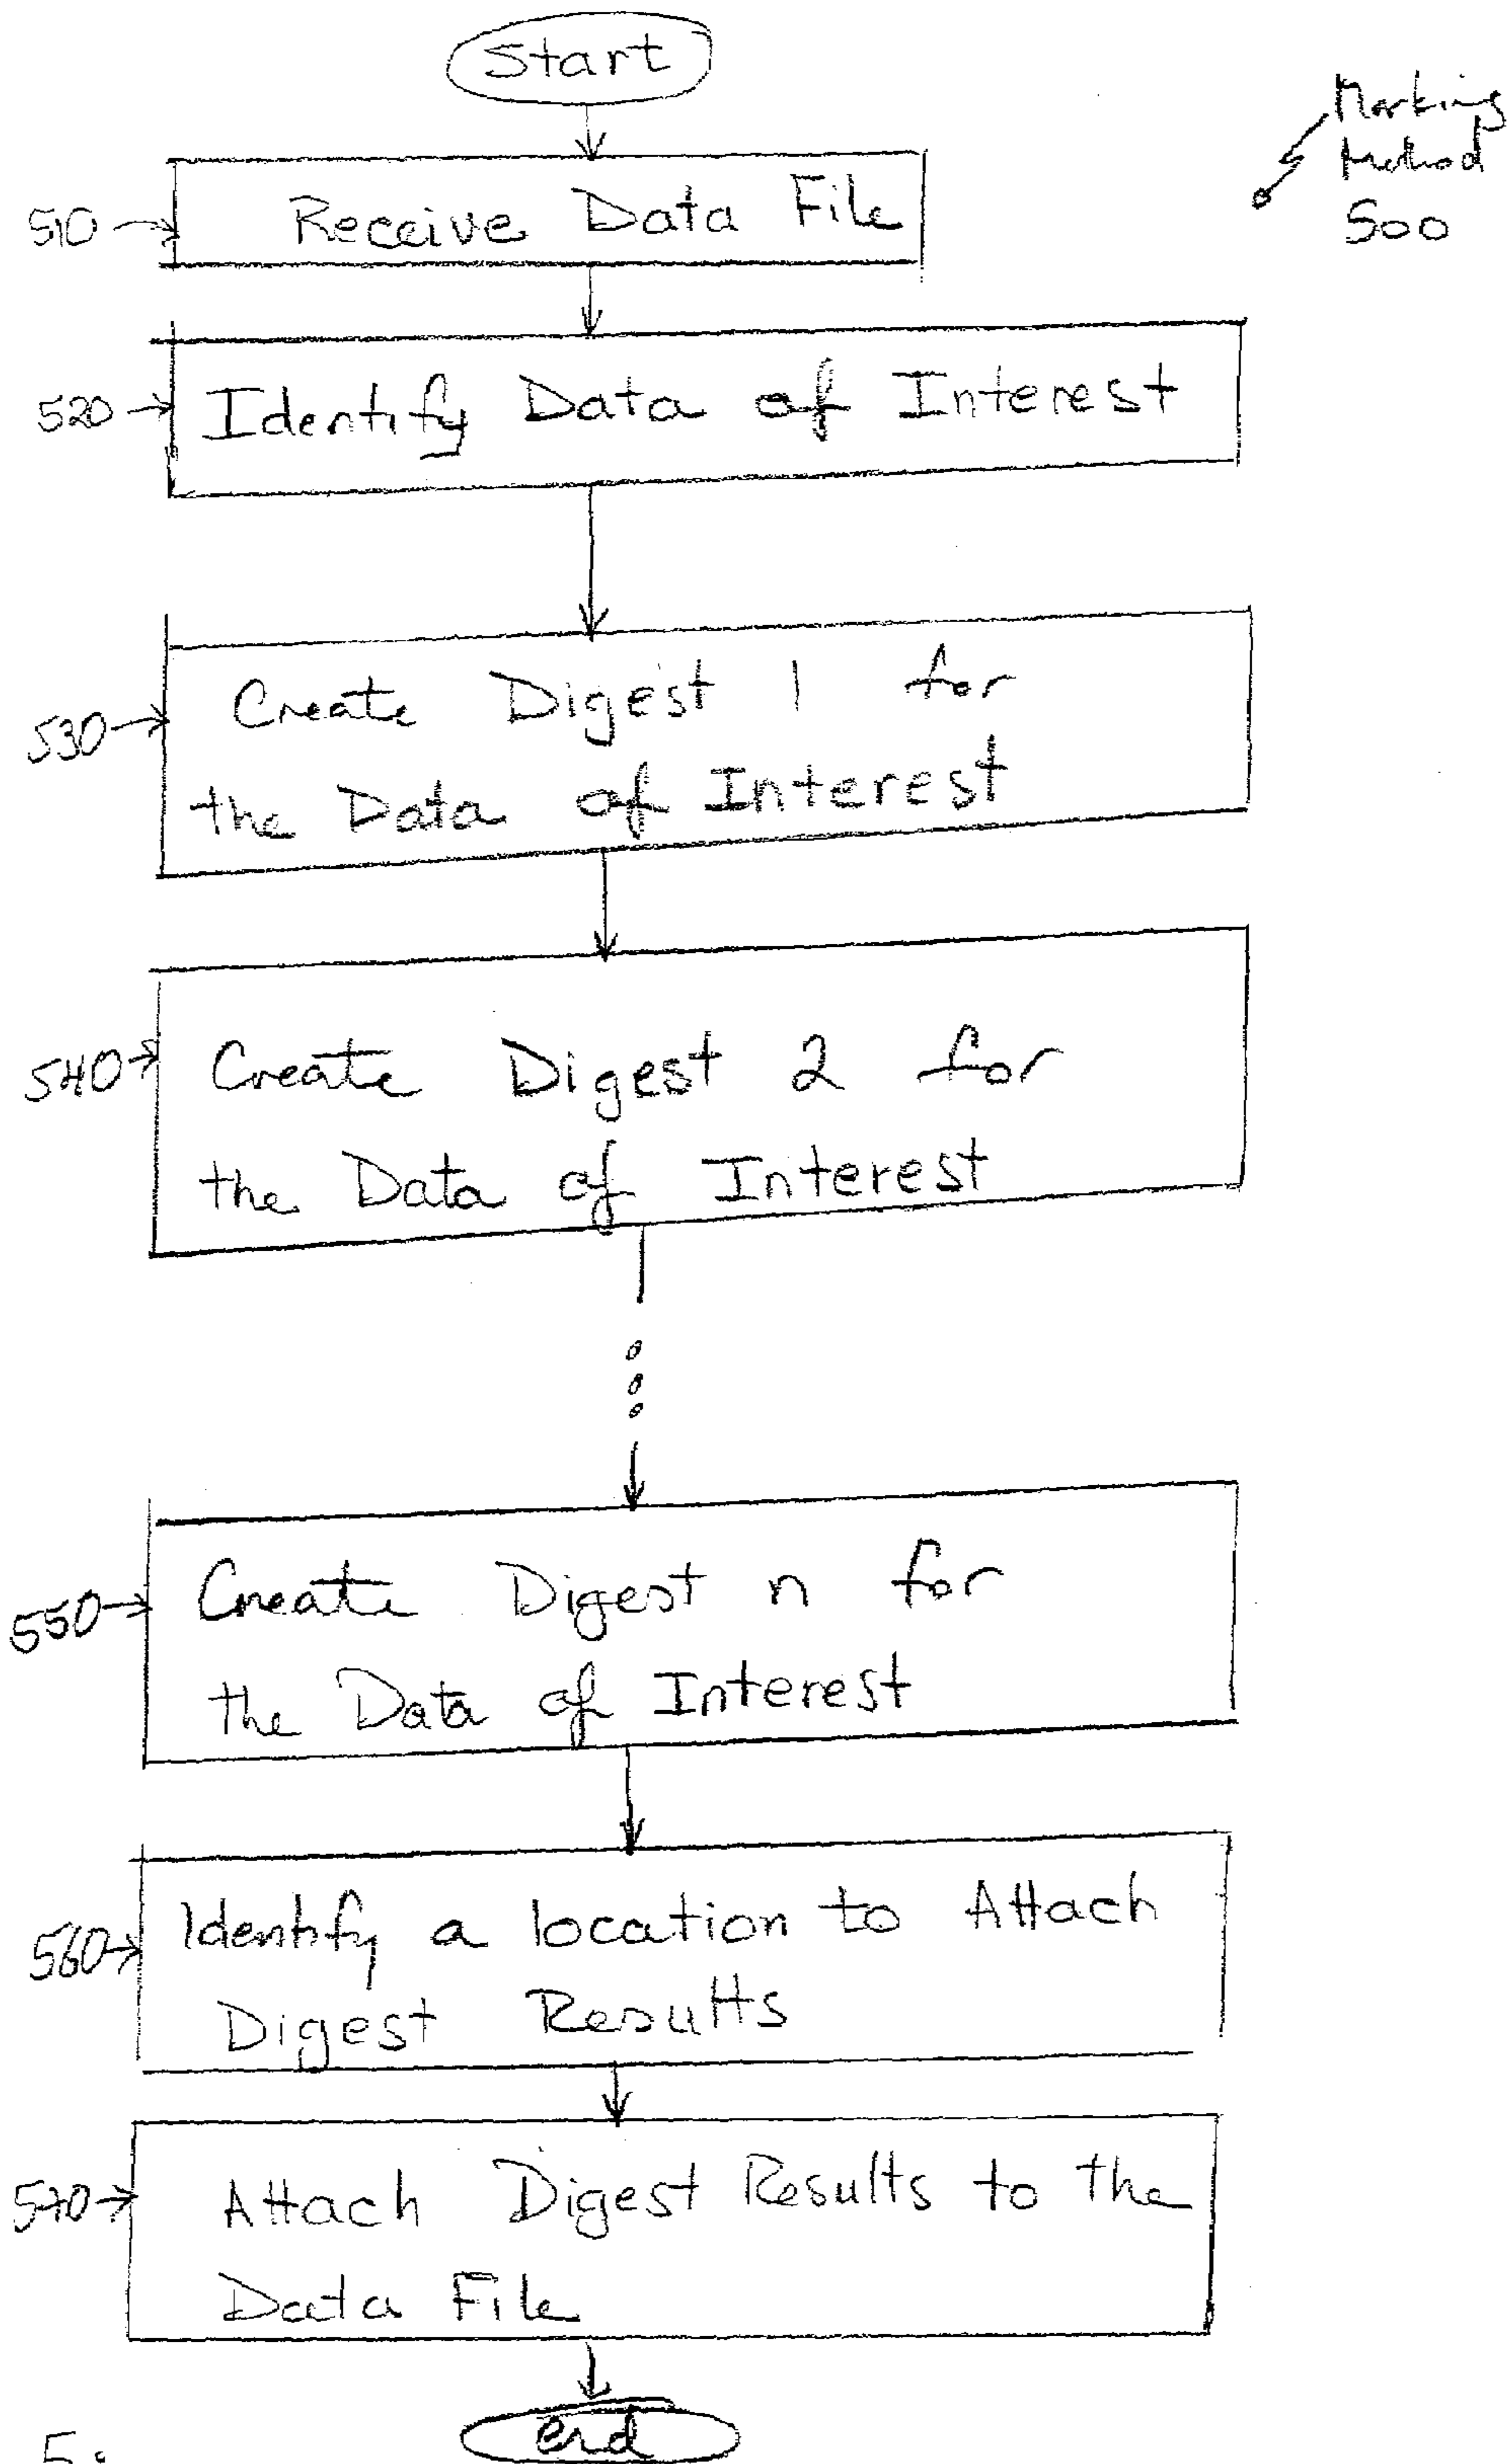 Start
Marking
Method
500
510
Receive Data File
520
Identify Data of Interest
530
Create Digest 1 for
the Data of Interest
540
Create Digest 2 for
the Data of Interest
550
Create Digest n for
the Data of Interest
560
Identify a location to Attach
Digest Results
570
Attach Digest Results to the
Data File
end
5: